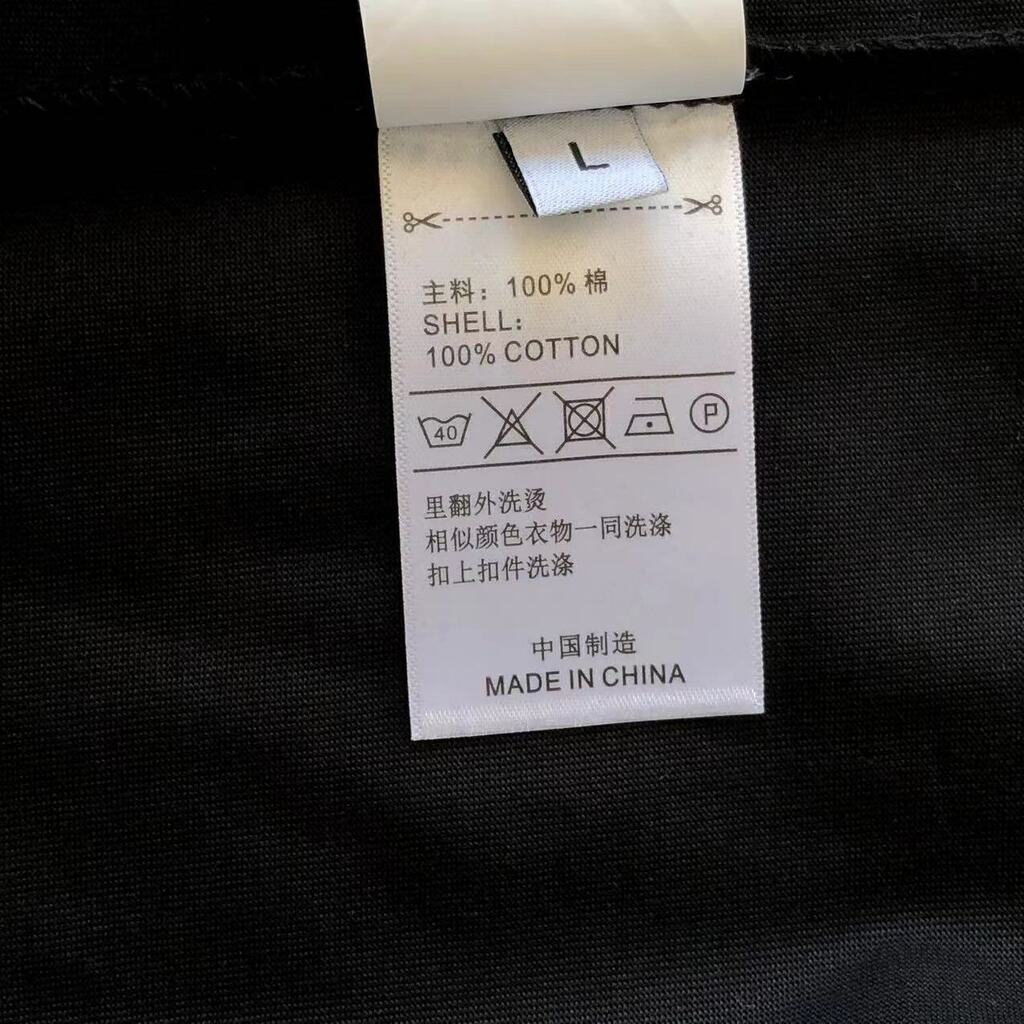 L
主料：100% 棉
SHELL:
100% COTTON
40
P
里翻外洗烫
相似颜色衣物一同洗涤
扣上扣件洗涤
中国制造
MADE IN CHINA